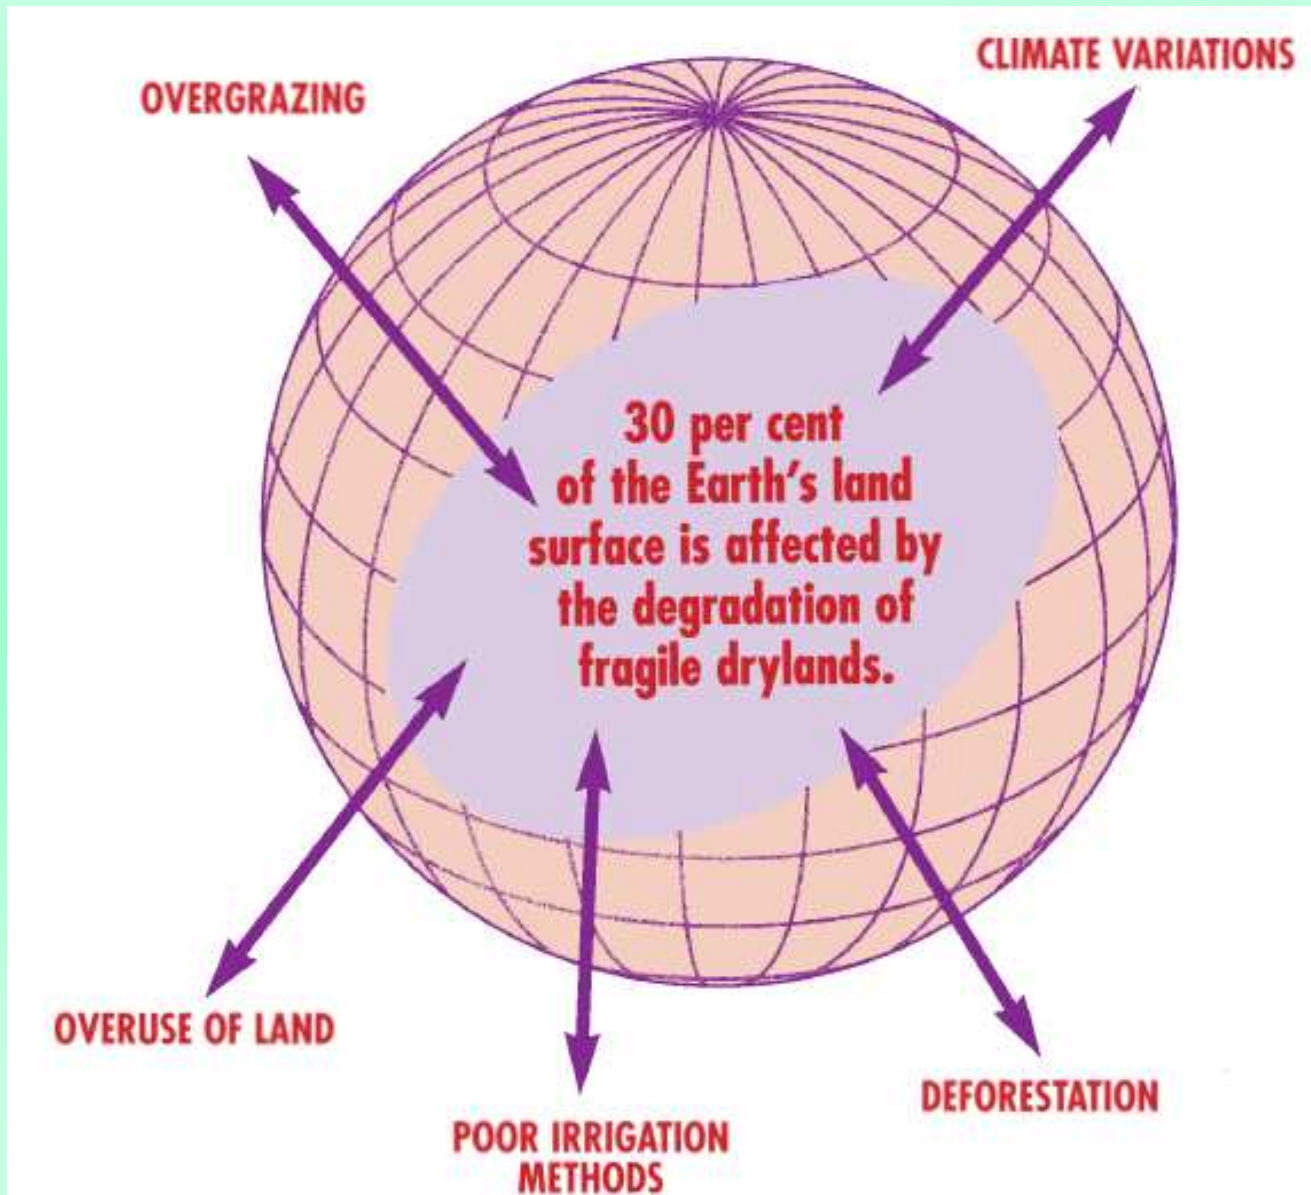 OVERGRAZING
CLIMATE VARIATIONS
30 per cent
of the Earth's land
surface is affected by
the degradation of
fragile drylands.
OVERUSE OF LAND
POOR IRRIGATION
METHODS
DEFORESTATION